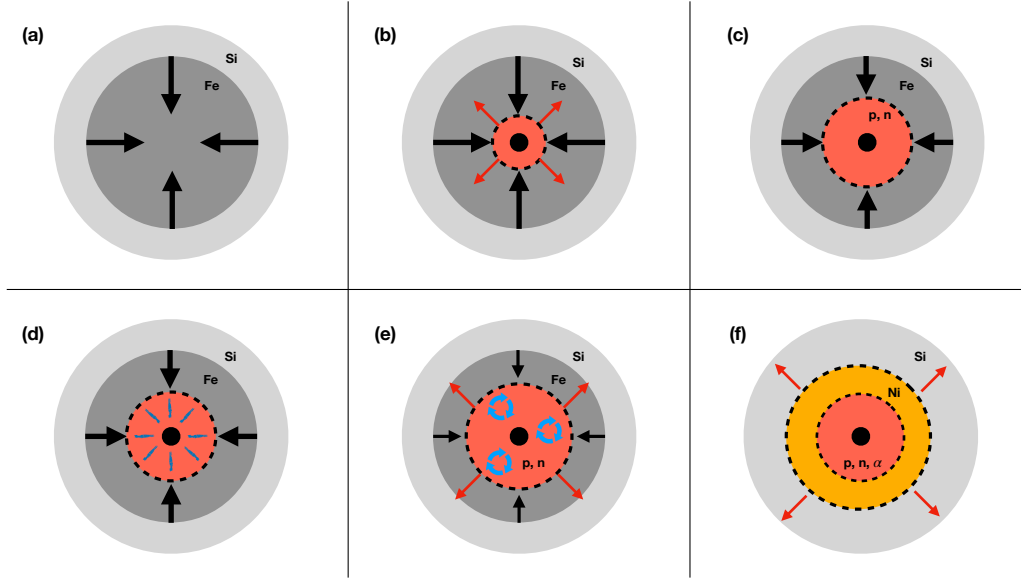 (a)
Si
Fe
(b)
Si
Fe
(c)
Si
Fe
p, n
(d)
Si
Fe
(e)
Si
Fe
p, n
(f)
Si
Ni
p, n, α